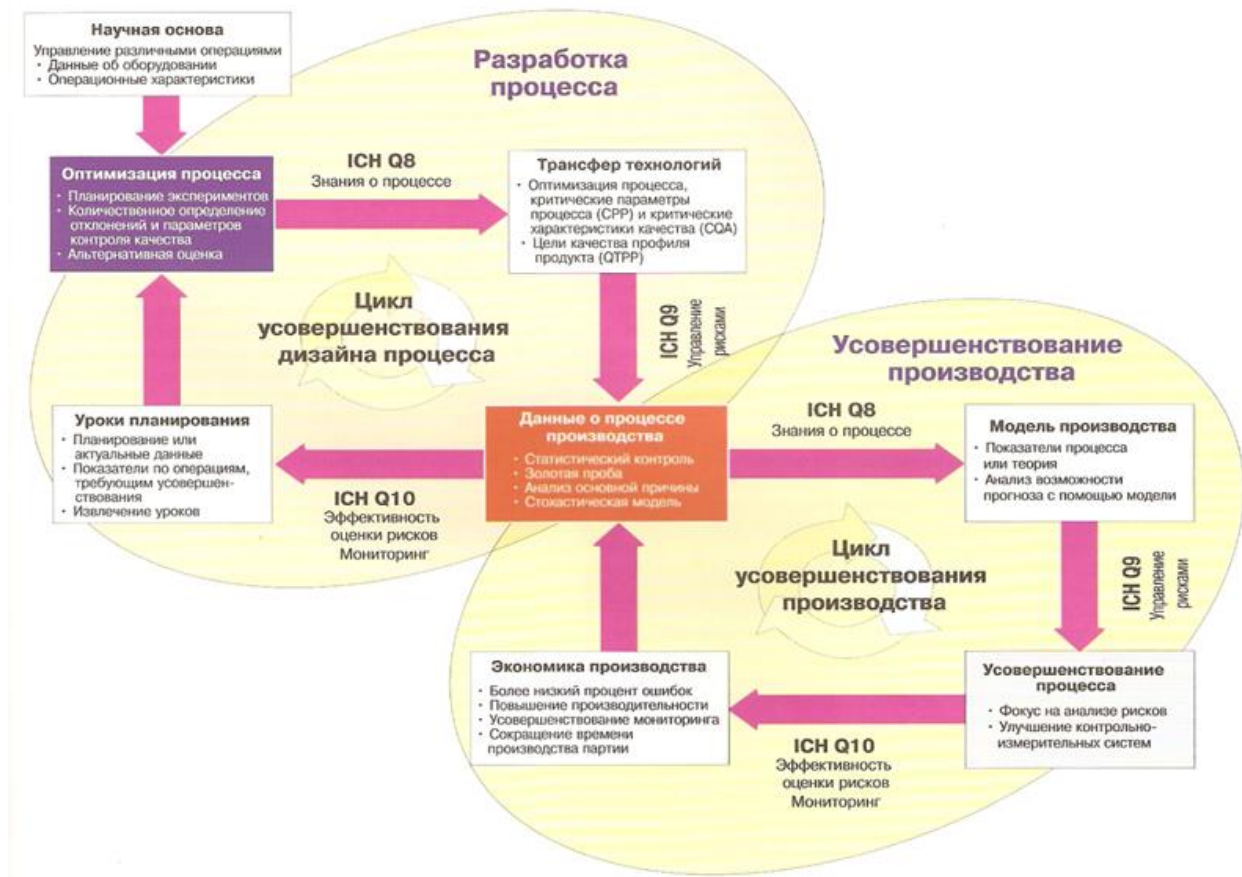 Научная основа
Управление различными операциями
• Данные об оборудовании
• Операционные характеристики
Разработка
процесса
Оптимизация процесса
• Планирование экспериментов
• Количественное определение
отклонений и параметров
контроля качества
• Альтернативная оценка
ICH Q8
Знания о процессе
Трансфер технологий
• Оптимизация процесса,
критические параметры
процесса (CPP) и критические
характеристики качества (CQA)
• Цели качества профиля
продукта (QTPP)
Цикл
усовершенствования
дизайна процесса
ICH Q9
Управление
рисками
Усовершенствование
производства
Уроки планирования
• Планирование или
актуальные данные
• Показатели по операциям,
требующим усовершен-
ствования
• Извлечение уроков
ICH Q10
Эффективность
оценки рисков
Мониторинг
Данные о процессе
производства
• Статистический контроль
• Золотая проба
• Анализ основной причины
• Стохастическая модель
ICH Q8
Знания о процессе
Модель производства
• Показатели процесса
или теория
• Анализ возможности
прогноза с помощью модели
Цикл
усовершенствования
производства
ICH Q9
Управление
рисками
Экономика производства
• Более низкий процент ошибок
• Повышение производительности
• Усовершенствование мониторинга
• Сокращение времени
производства партии
ICH Q10
Эффективность
оценки рисков
Мониторинг
Усовершенствование
процесса
• Фокус на анализе рисков
• Улучшение контрольно-
измерительных систем